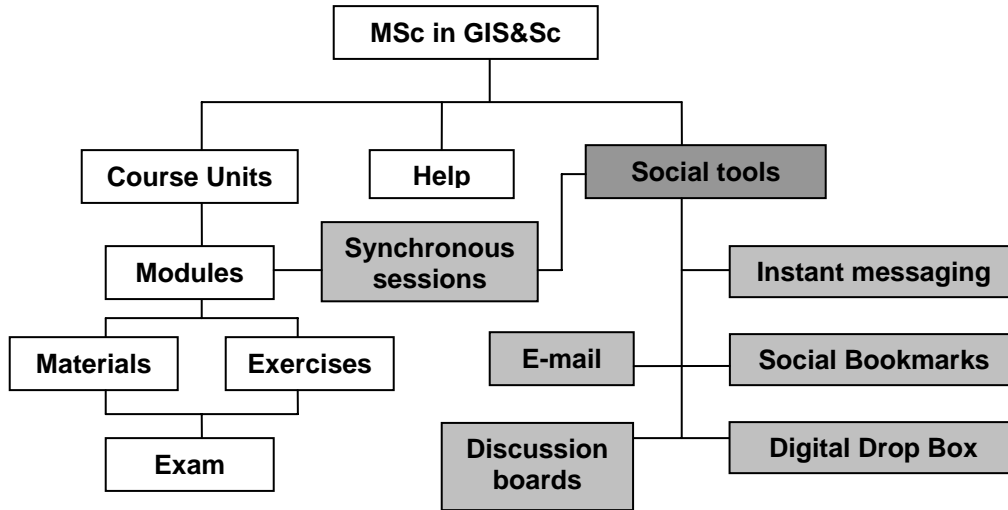 MSc in GIS&Sc
Course Units
Help
Social tools
Synchronous
sessions
Modules
Instant messaging
Materials
Exercises
E-mail
Social Bookmarks
Discussion
boards
Digital Drop Box
Exam